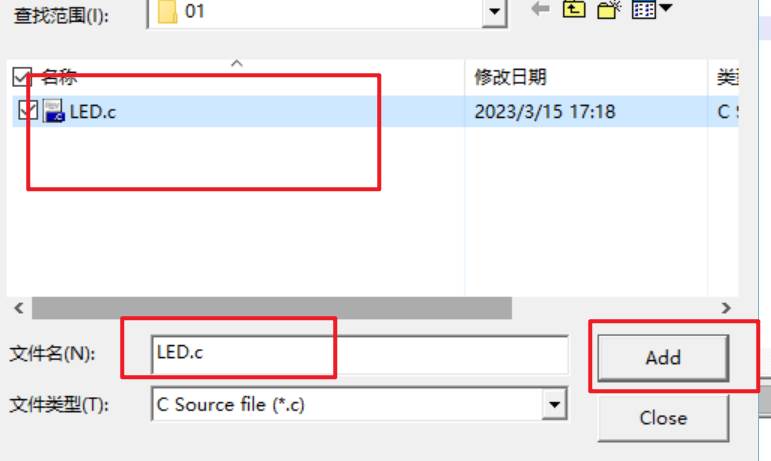 查找范围(I): 01
名称 修改日期
LED.c 2023/3/15 17:18 C
文件名(N): LED.c Add
文件类型(T): C Source file (*.c)
Close